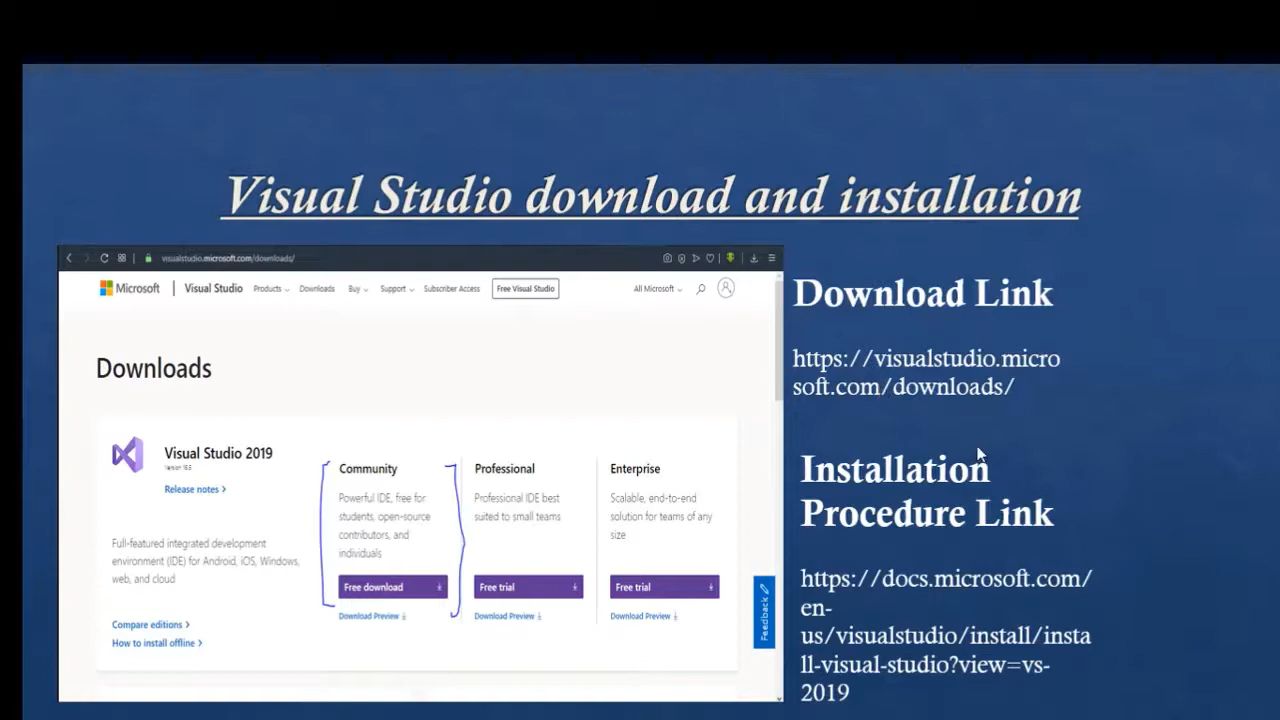 Visual Studio download and installation
visualstudio.microsoft.com/downloads/
Microsoft
Visual Studio
Products
Downloads
Buy
Support
Subscriber Access
Free Visual Studio
All Microsoft
Downloads
Visual Studio 2019
Release notes
Full-featured integrated development
environment (IDE) for Android, iOS, Windows,
web, and cloud
Compare editions
How to install offline
Community
Powerful IDE, free for
students, open-source
contributors, and
individuals
Free download
Download Preview
Professional
Professional IDE best
suited to small teams
Free trial
Download Preview
Enterprise
Scalable, end-to-end
solution for teams of any
size
Free trial
Download Preview
Feedback
Download Link
https://visualstudio.micro
soft.com/downloads/
Installation
Procedure Link
https://docs.microsoft.com/
en-
us/visualstudio/install/insta
ll-visual-studio?view=vs-
2019